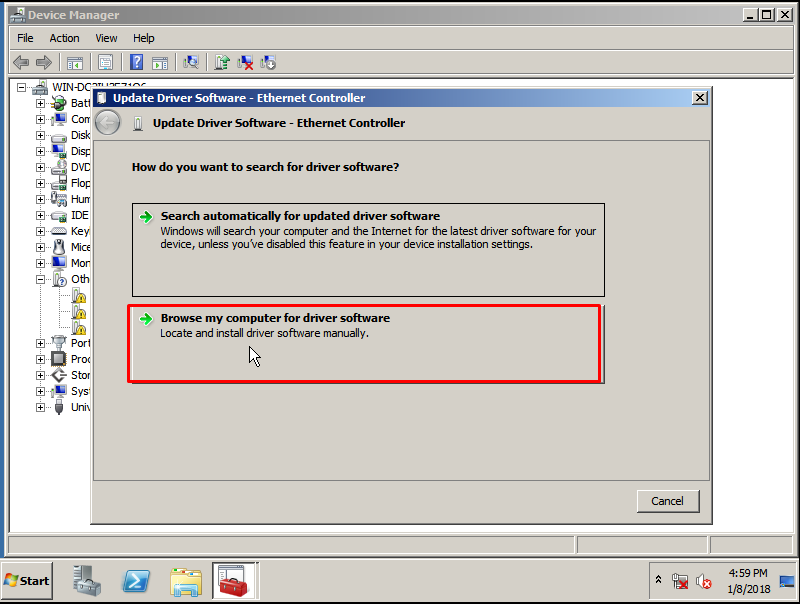 Device Manager
File Action View Help
Update Driver Software - Ethernet Controller
Update Driver Software - Ethernet Controller
How do you want to search for driver software?
Search automatically for updated driver software
Windows will search your computer and the Internet for the latest driver software for your
device, unless you've disabled this feature in your device installation settings.
Browse my computer for driver software
Locate and install driver software manually.
Cancel
Batt
Com
Disk
Disp
DVD
Flop
Hum
IDE
Key
Mice
Mon
Oth
Port
Proc
Stor
Syst
Univ
Start
4:59 PM
1/8/2018